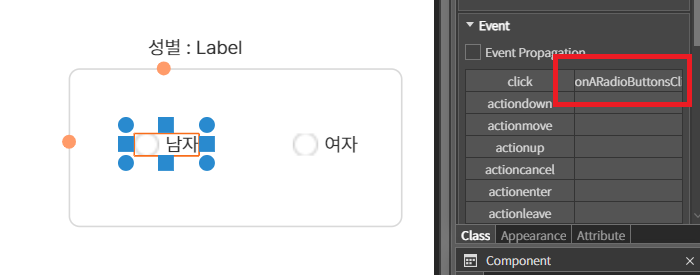 성별 : Label
남자
여자
Event
Event Propagation
click onARadioButtonsCl
actiondown
actionmove
actionup
actioncancel
actionenter
actionleave
Class Appearance Attribute
Component